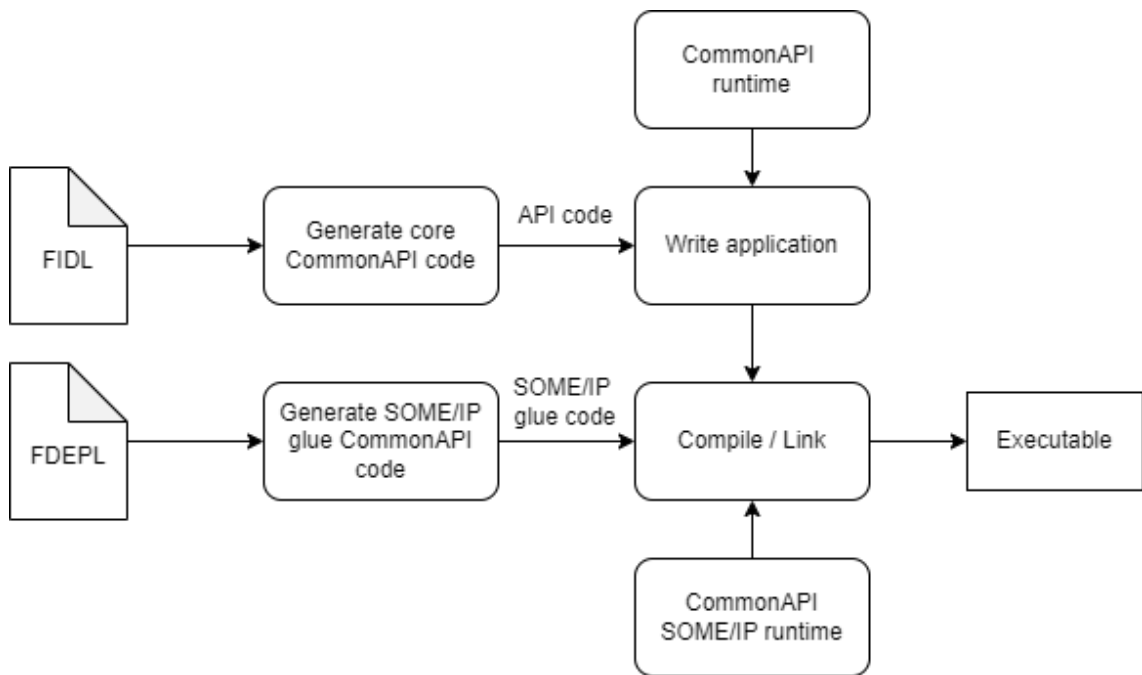 CommonAPI
runtime
FIDL
Generate core
CommonAPI code
API code
Write application
FDEPL
Generate SOME/IP
glue CommonAPI
code
SOME/IP
glue code
Compile / Link
Executable
CommonAPI
SOME/IP runtime